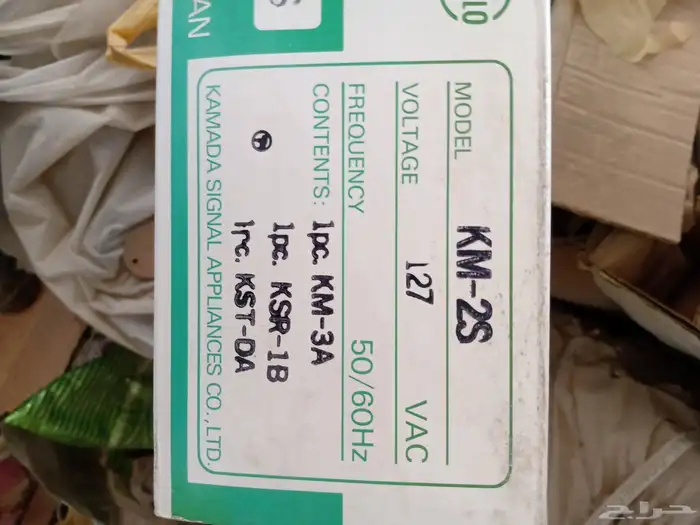 MODEL KM-2S
VOLTAGE 127 VAC
FREQUENCY 50/60Hz
CONTENTS: 1pc. KM-3A
1pc. KSR-1B
1pc. KST-DA
KAMADA SIGNAL APPLIANCES CO., LTD.
حراج